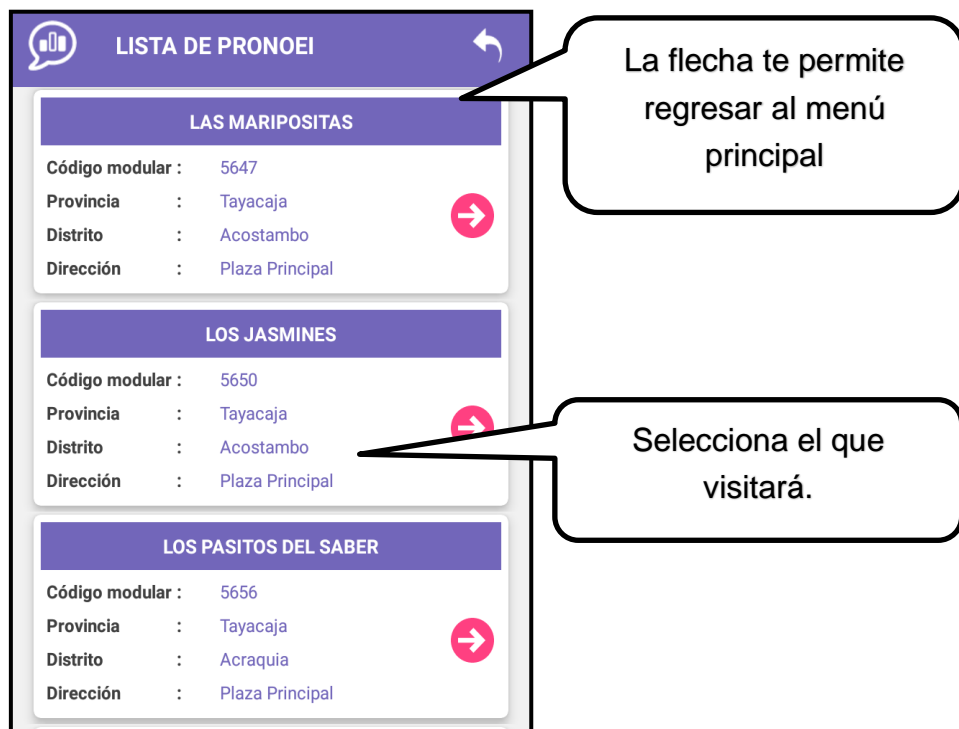 LISTA DE PRONOEI
La flecha te permite
regresar al menú
principal
LAS MARIPOSITAS
Código modular : 5647
Provincia : Tayacaja
Distrito : Acostambo
Dirección : Plaza Principal
LOS JASMINES
Código modular : 5650
Provincia : Tayacaja
Distrito : Acostambo
Dirección : Plaza Principal
Selecciona el que
visitará.
LOS PASITOS DEL SABER
Código modular : 5656
Provincia : Tayacaja
Distrito : Acraquia
Dirección : Plaza Principal